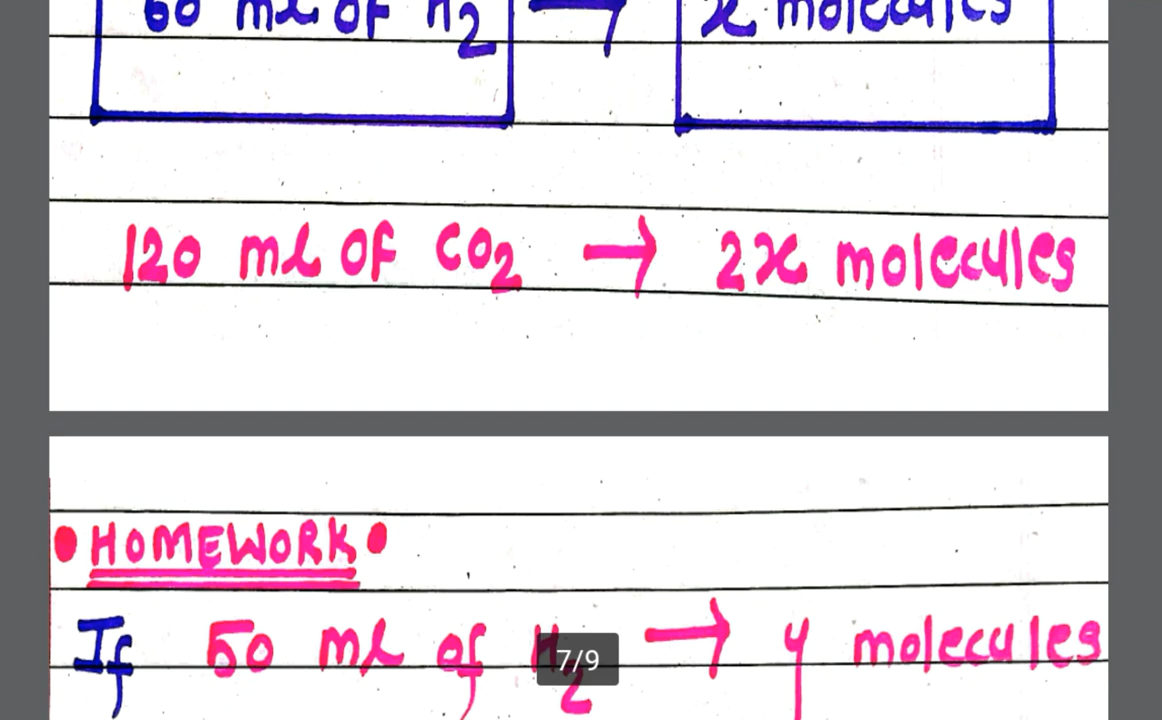 60 ml of H2 → x molecules
120 ml of CO2 → 2x molecules
• HOMEWORK •
If 50 ml of H2 → y molecules
7/9